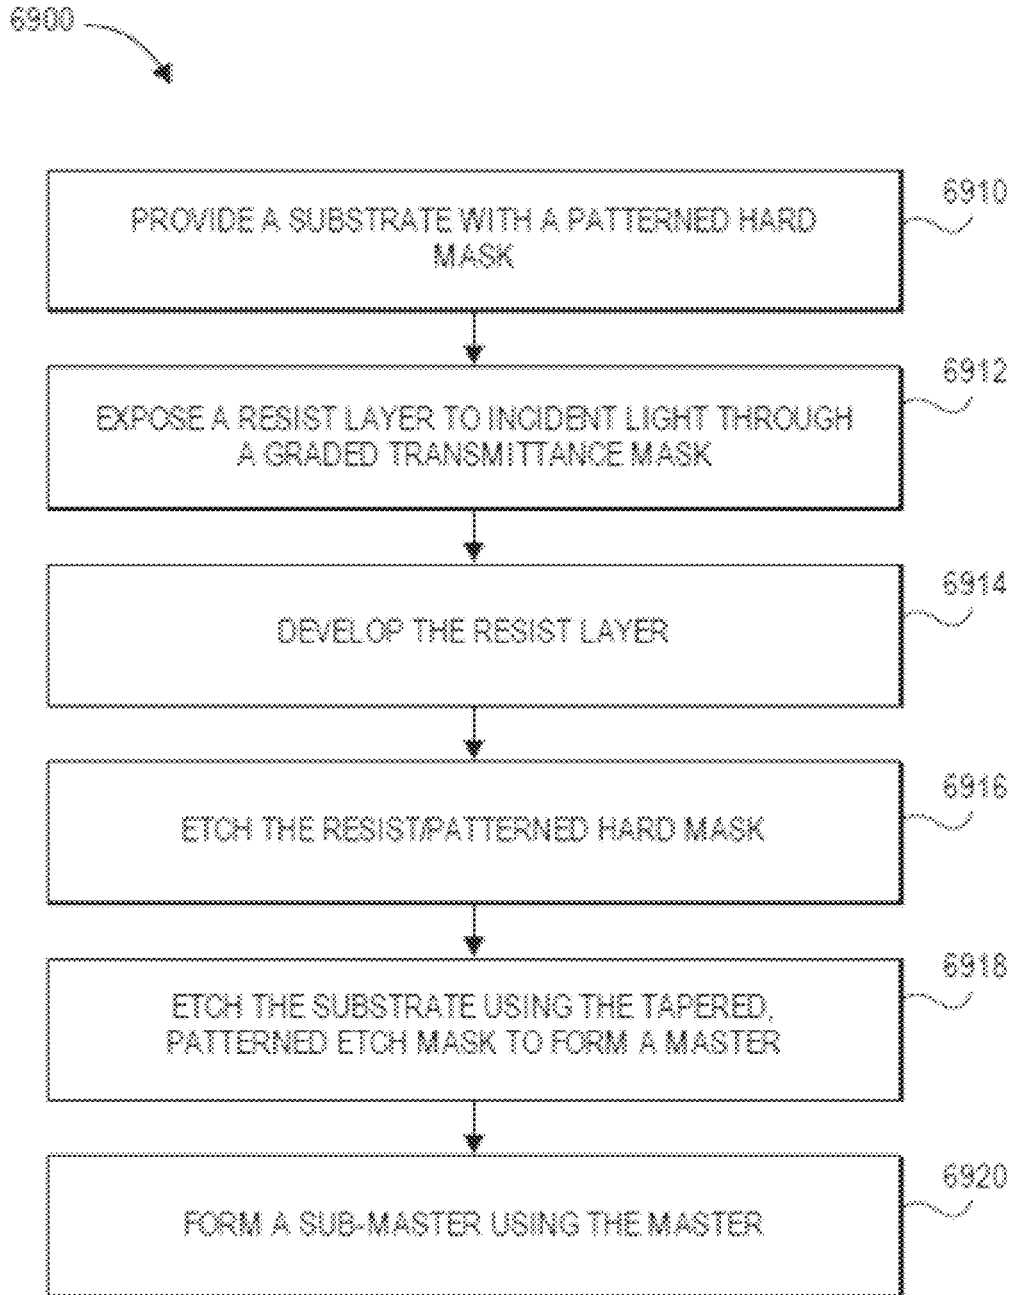 6900
PROVIDE A SUBSTRATE WITH A PATTERNED HARD
MASK
6910
EXPOSE A RESIST LAYER TO INCIDENT LIGHT THROUGH
A GRADED TRANSMITTANCE MASK
6912
DEVELOP THE RESIST LAYER
6914
ETCH THE RESIST/PATTERNED HARD MASK
6916
ETCH THE SUBSTRATE USING THE TAPERED,
PATTERNED ETCH MASK TO FORM A MASTER
6918
FORM A SUB-MASTER USING THE MASTER
6920